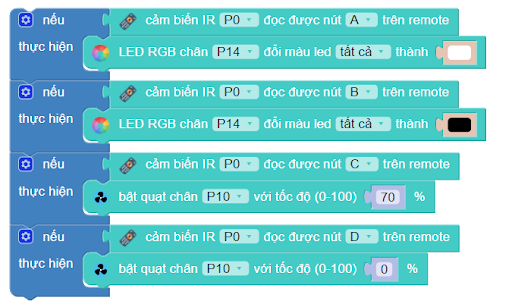 nếu cảm biến IR P0 đọc được nút A trên remote
thực hiện LED RGB chân P14 đổi màu led tất cả thành
nếu cảm biến IR P0 đọc được nút B trên remote
thực hiện LED RGB chân P14 đổi màu led tất cả thành
nếu cảm biến IR P0 đọc được nút C trên remote
thực hiện bật quạt chân P10 với tốc độ (0-100) 70 %
nếu cảm biến IR P0 đọc được nút D trên remote
thực hiện bật quạt chân P10 với tốc độ (0-100) 0 %